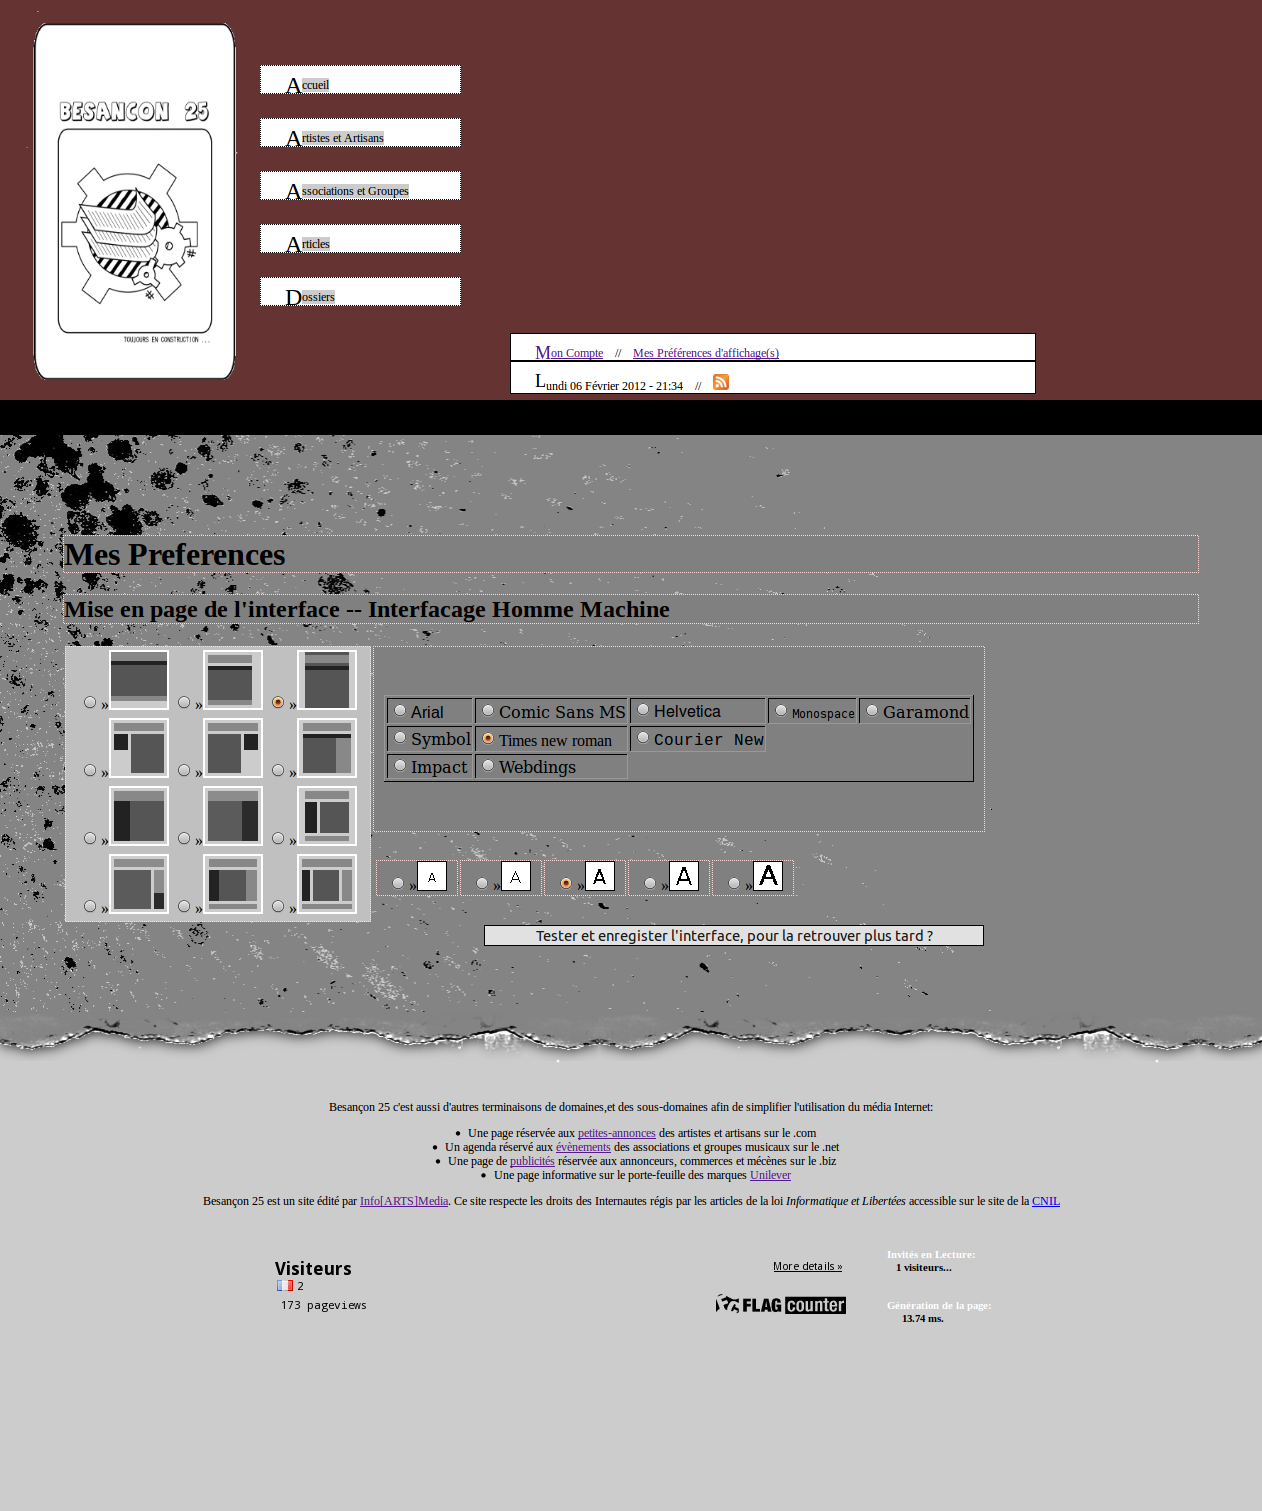 BESANCON 25
TOUJOURS EN CONSTRUCTION ...
Accueil
Artistes et Artisans
Associations et Groupes
Articles
Dossiers
Mon Compte // Mes Préférences d'affichage(s)
Lundi 06 Février 2012 - 21:34 //
Mes Preferences
Mise en page de l'interface -- Interfacage Homme Machine
» » »
» » »
» » »
» » »
Arial Comic Sans MS Helvetica Monospace Garamond
Symbol Times new roman Courier New
Impact Webdings
»A »A »A »A »A
Tester et enregister l'interface, pour la retrouver plus tard ?
Besançon 25 c'est aussi d'autres terminaisons de domaines,et des sous-domaines afin de simplifier l'utilisation du média Internet:
• Une page réservée aux petites-annonces des artistes et artisans sur le .com
• Un agenda réservé aux évènements des associations et groupes musicaux sur le .net
• Une page de publicités réservée aux annonceurs, commerces et mécènes sur le .biz
• Une page informative sur le porte-feuille des marques Unilever
Besançon 25 est un site édité par Info[ARTS]Media. Ce site respecte les droits des Internautes régis par les articles de la loi Informatique et Libertées accessible sur le site de la CNIL
Visiteurs
2
173 pageviews
More details »
FLAG counter
Invités en Lecture:
1 visiteurs...
Génération de la page:
13.74 ms.